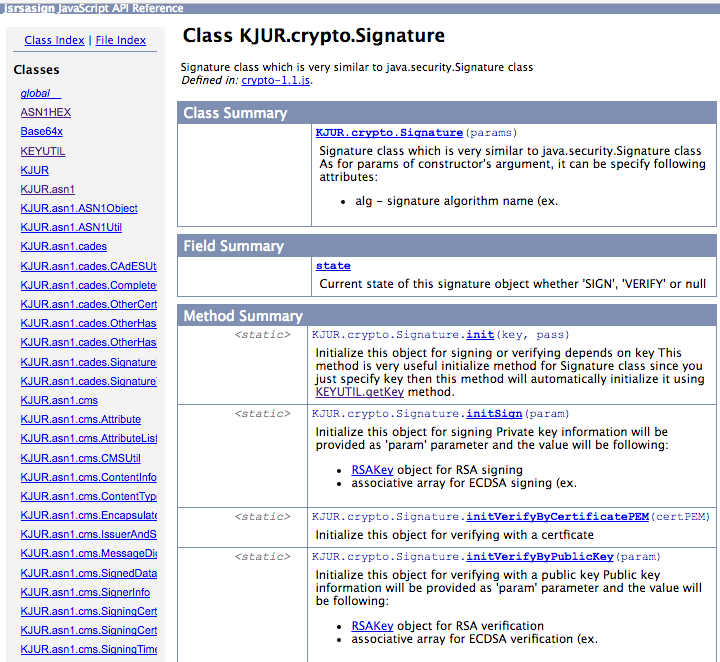 jsrsasign JavaScript API Reference
Class Index | File Index
Classes
global
ASN1HEX
Base64x
KEYUTIL
KJUR
KJUR.asn1
KJUR.asn1.ASN1Object
KJUR.asn1.ASN1Util
KJUR.asn1.cades
KJUR.asn1.cades.CAdESUt
KJUR.asn1.cades.Complete
KJUR.asn1.cades.OtherCert
KJUR.asn1.cades.OtherHas
KJUR.asn1.cades.OtherHas
KJUR.asn1.cades.Signature
KJUR.asn1.cades.Signature
KJUR.asn1.cms
KJUR.asn1.cms.Attribute
KJUR.asn1.cms.AttributeList
KJUR.asn1.cms.CMSUtil
KJUR.asn1.cms.ContentInfo
KJUR.asn1.cms.ContentTyp
KJUR.asn1.cms.Encapsulate
KJUR.asn1.cms.IssuerAndS
KJUR.asn1.cms.MessageDi
KJUR.asn1.cms.SignedData
KJUR.asn1.cms.SignerInfo
KJUR.asn1.cms.SigningCert
KJUR.asn1.cms.SigningCert
KJUR.asn1.cms.SigningTime
Class KJUR.crypto.Signature
Signature class which is very similar to java.security.Signature class
Defined in: crypto-1.1.js.
Class Summary
KJUR.crypto.Signature(params)
Signature class which is very similar to java.security.Signature class
As for params of constructor's argument, it can be specify following
attributes:
• alg - signature algorithm name (ex.
Field Summary
state
Current state of this signature object whether 'SIGN', 'VERIFY' or null
Method Summary
<static> KJUR.crypto.Signature.init(key, pass)
Initialize this object for signing or verifying depends on key This
method is very useful initialize method for Signature class since you
just specify key then this method will automatically initialize it using
KEYUTIL.getKey method.
<static> KJUR.crypto.Signature.initSign(param)
Initialize this object for signing Private key information will be
provided as 'param' parameter and the value will be following:
• RSAKey object for RSA signing
• associative array for ECDSA signing (ex.
<static> KJUR.crypto.Signature.initVerifyByCertificatePEM(certPEM)
Initialize this object for verifying with a certficate
<static> KJUR.crypto.Signature.initVerifyByPublicKey(param)
Initialize this object for verifying with a public key Public key
information will be provided as 'param' parameter and the value will
be following:
• RSAKey object for RSA verification
• associative array for ECDSA verification (ex.